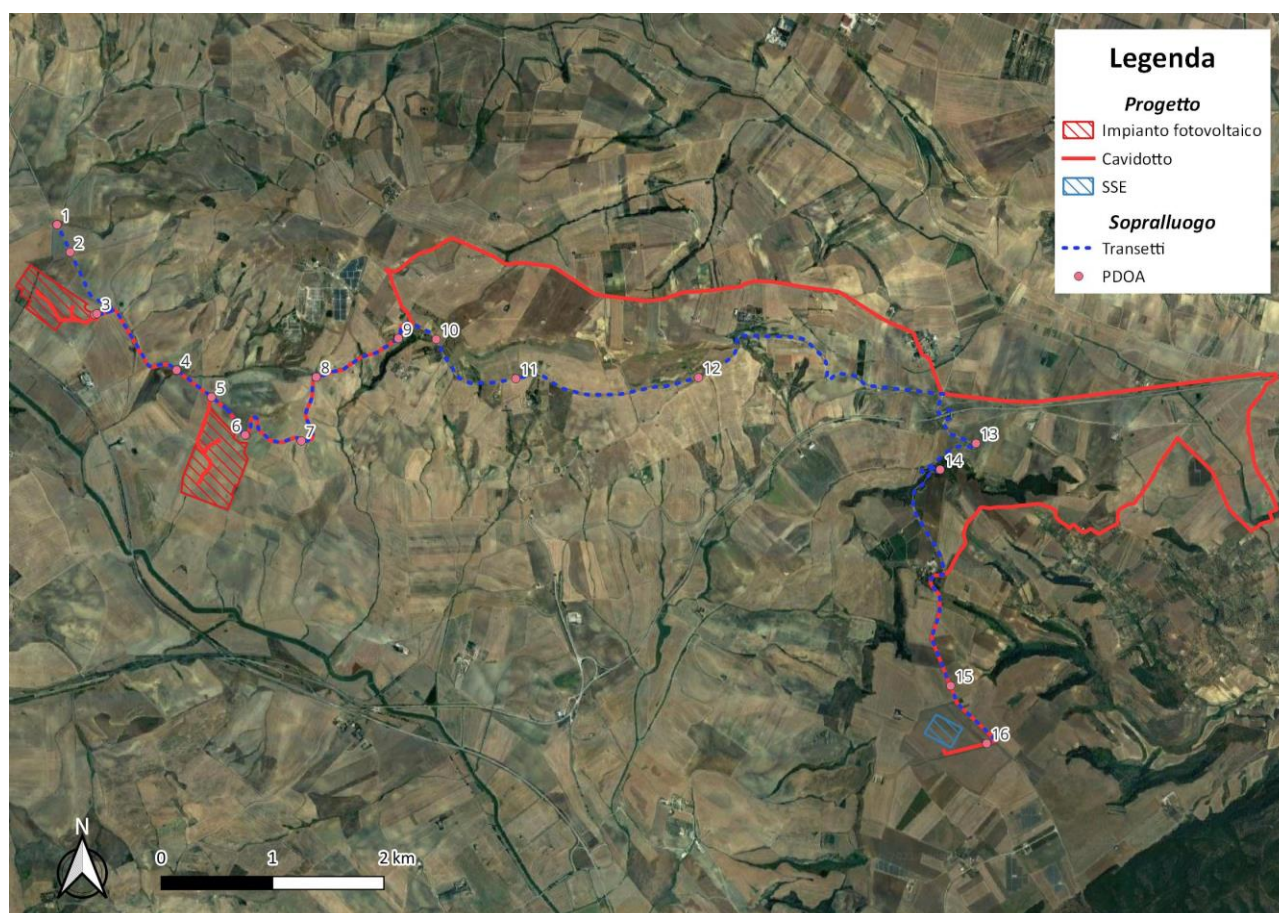 Legenda
Progetto
Impianto fotovoltaico
Cavidotto
SSE
Sopralluogo
Transetti
PDOA
1
2
3
4
5
6
7
8
9
10
11
12
13
14
15
16
N
0 1 2 km